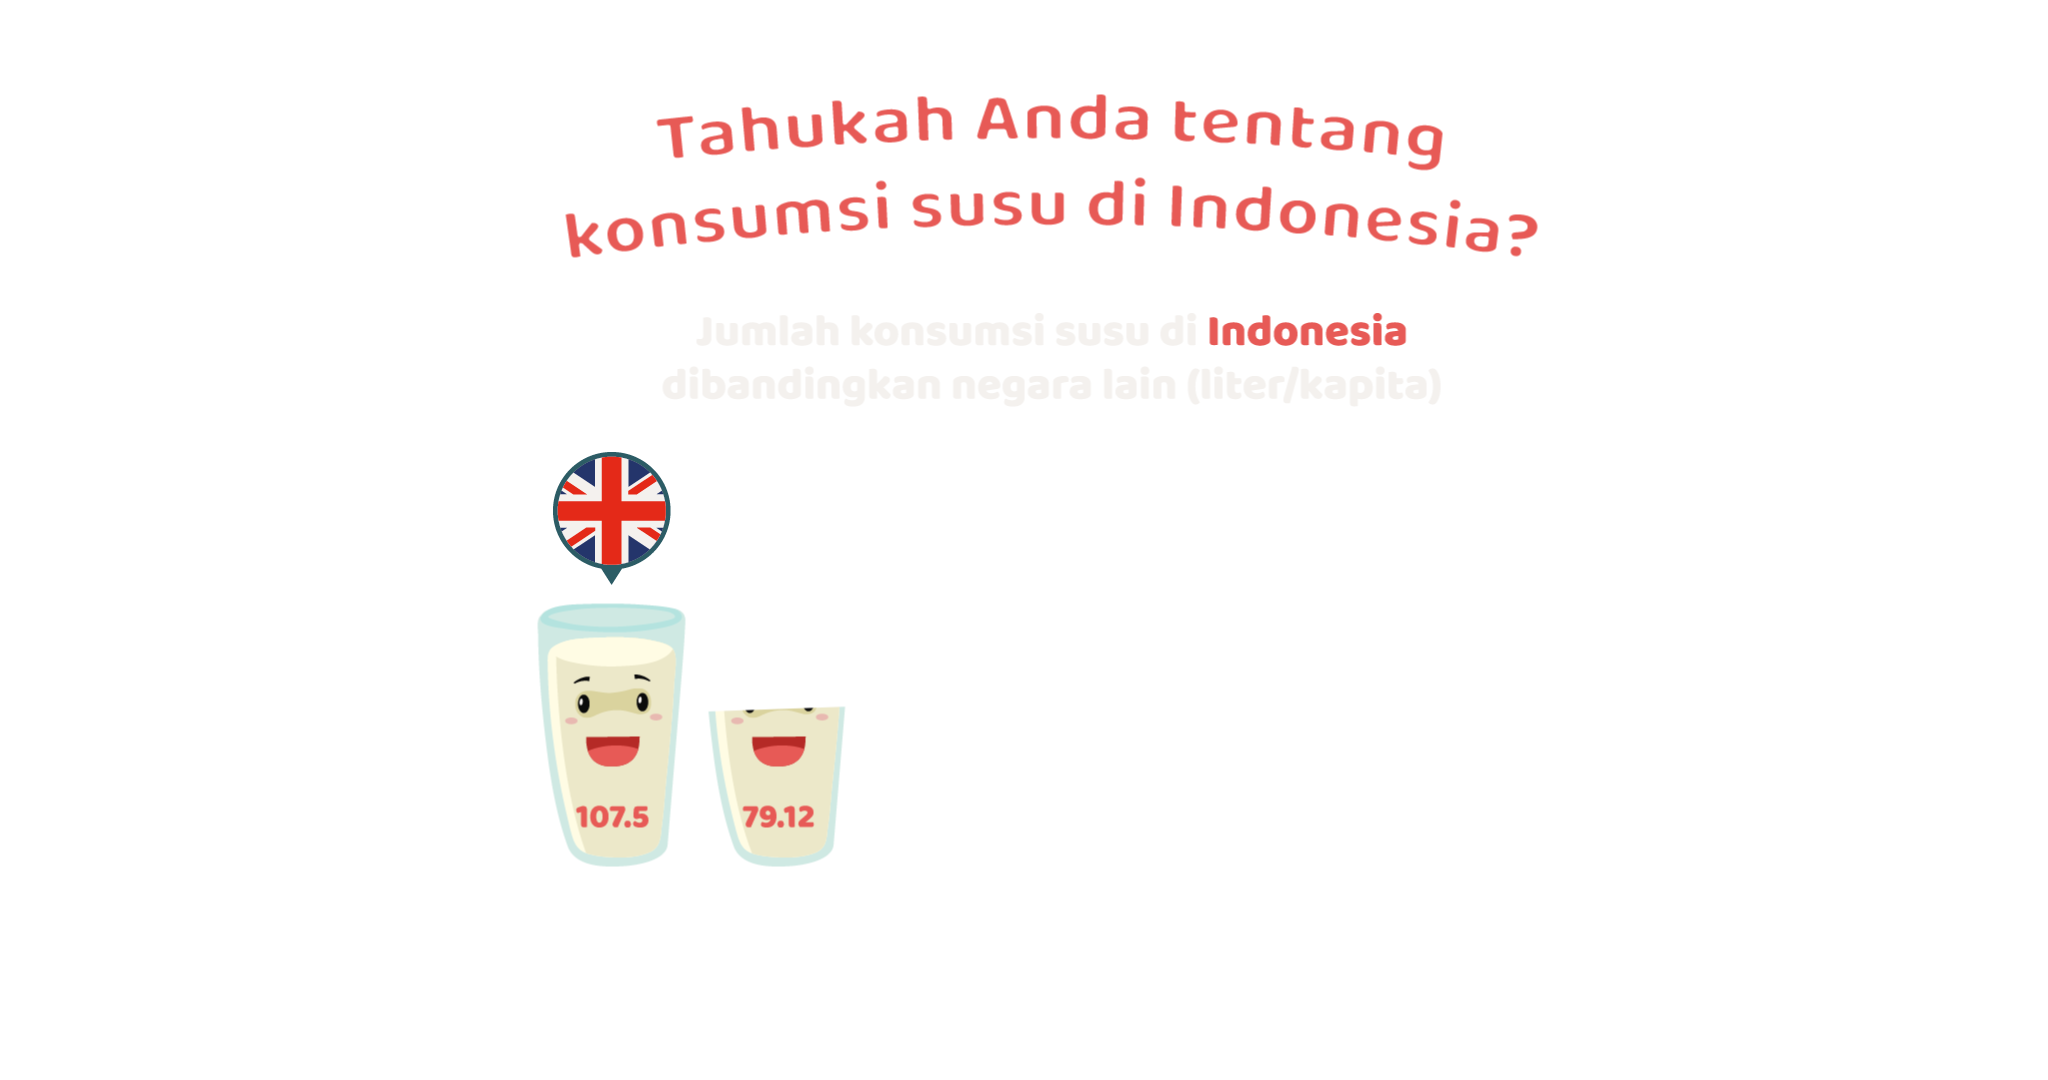 Tahukah Anda tentang
konsumsi susu di Indonesia?
Jumlah konsumsi susu di Indonesia
dibandingkan negara lain (liter/kapita)
107.5
79.12